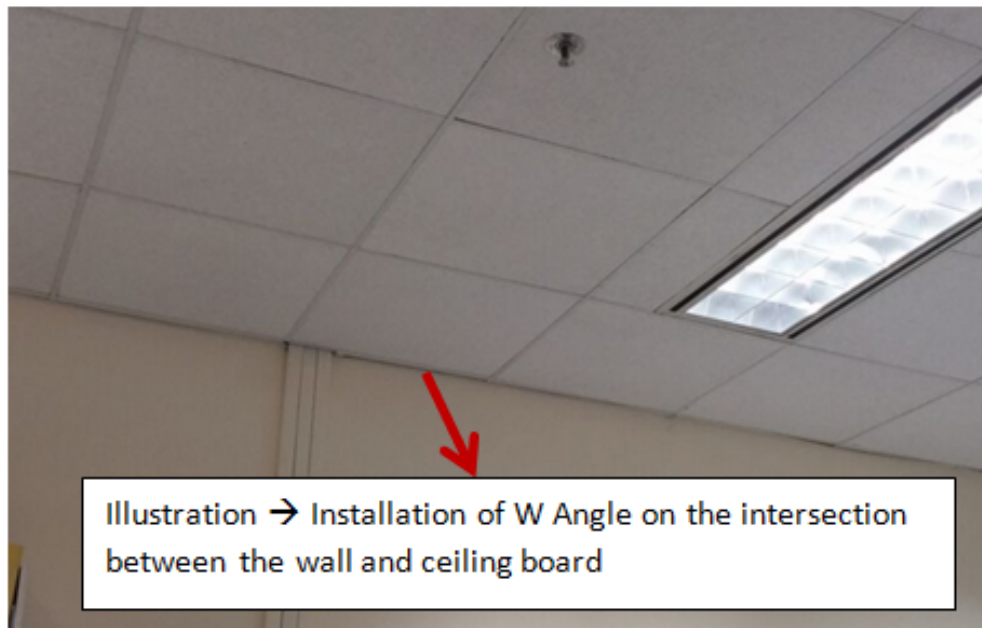 Illustration → Installation of W Angle on the intersection
between the wall and ceiling board